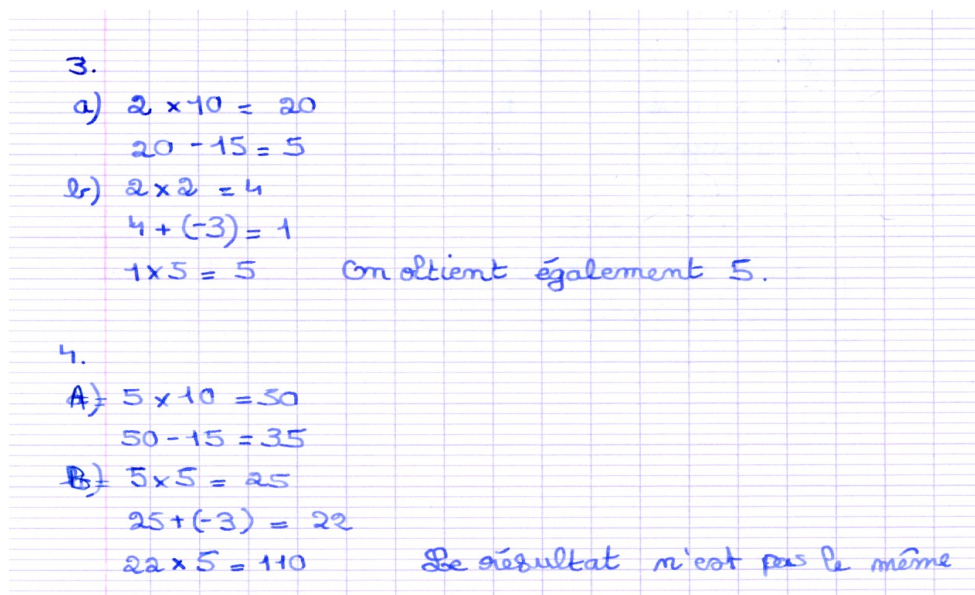 3.
a) 2 × 10 = 20
20 - 15 = 5
b) 2 × 2 = 4
4 + (-3) = 1
1 × 5 = 5 On obtient également 5.
4.
A) 5 × 10 = 50
50 - 15 = 35
B) 5 × 5 = 25
25 + (-3) = 22
22 × 5 = 110 Le résultat n'est pas le même